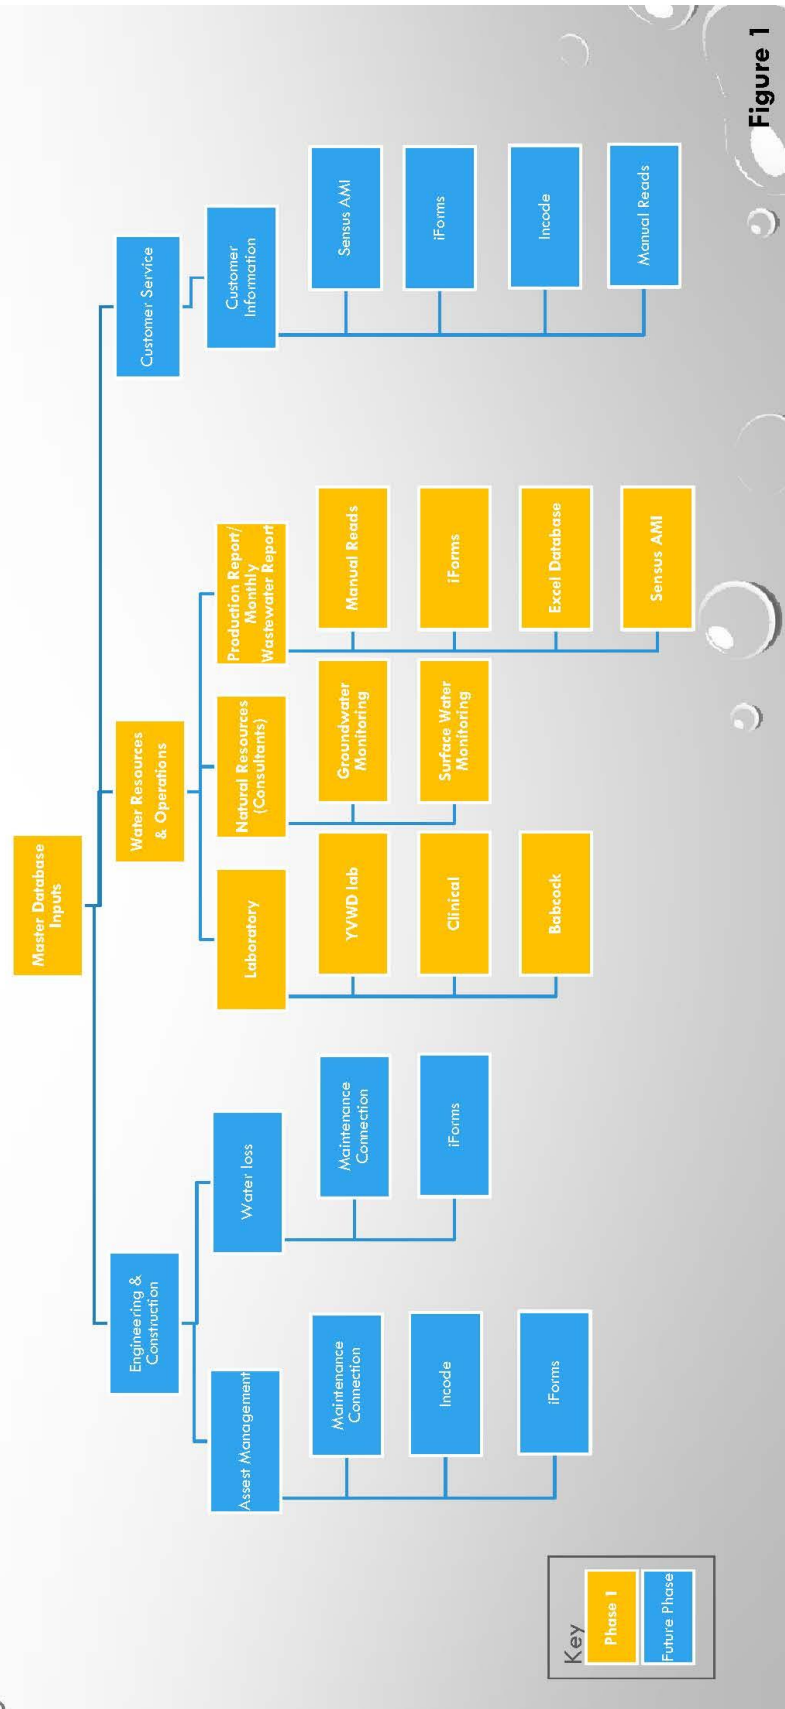 Master Database
Inputs
Engineering &
Construction
Assest Management
Maintenance
Connection
Incode
iForms
Water loss
Maintenance
Connection
iForms
Water Resources
& Operations
Laboratory
YVWD lab
Clinical
Babcock
Natural Resources
(Consultants)
Groundwater
Monitoring
Surface Water
Monitoring
Production Report/
Monthly
Wastewater Report
Manual Reads
iForms
Excel Database
Sensus AMI
Customer Service
Customer
Information
Sensus AMI
iForms
Incode
Manual Reads
Key
Phase 1
Future Phase
Figure 1